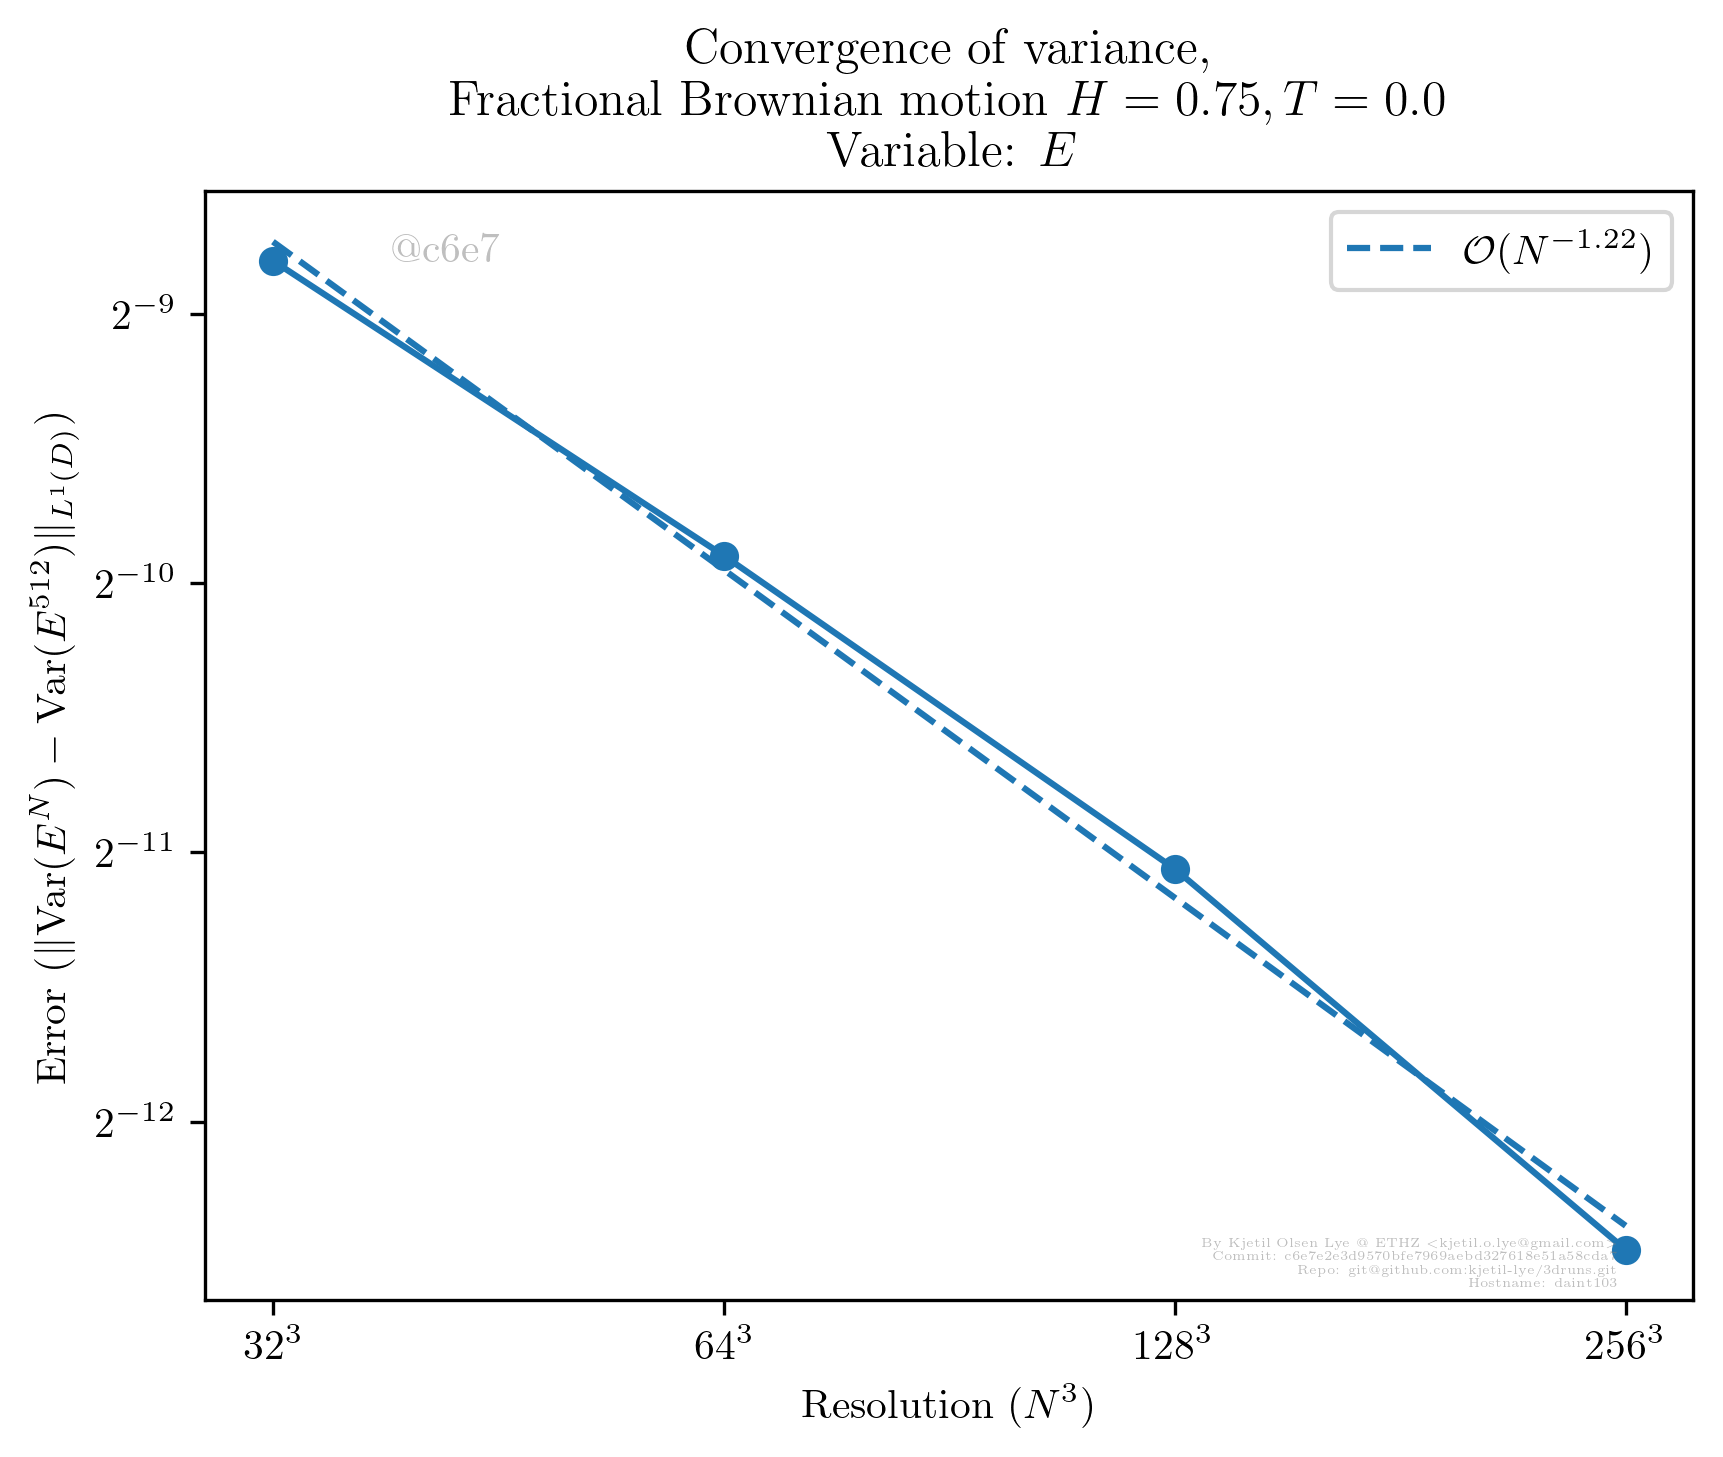 Convergence of variance,
Fractional Brownian motion H = 0.75, T = 0.0
Variable: E
@c6e7
O(N^{-1.22})
Error (||Var(E^N) − Var(E^{512})||_{L^1(D)})
2^{-9}
2^{-10}
2^{-11}
2^{-12}
By Kjetil Olsen Lye @ ETHZ <kjetil.o.lye@gmail.com>
Commit: c6e7e2e3d9570bfe7969aebd327618e51a58cda
Repo: git@github.com:kjetil-lye/3druns.git
Hostname: daint103
32^3 64^3 128^3 256^3
Resolution (N^3)